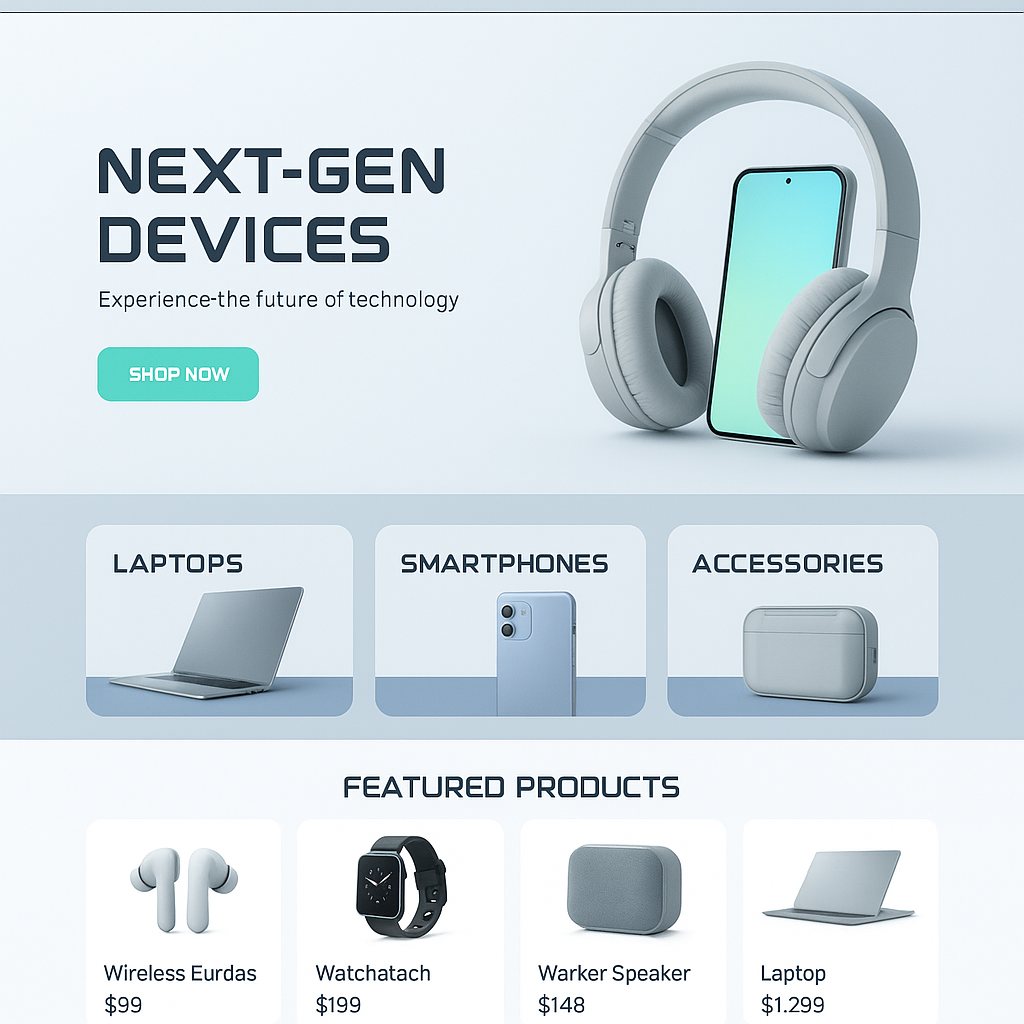 NEXT-GEN
DEVICES
Experience-the future of technology
SHOP NOW
LAPTOPS
SMARTPHONES
ACCESSORIES
FEATURED PRODUCTS
Wireless Eurdas
$99
Watchatach
$199
Warker Speaker
$148
Laptop
$1.299